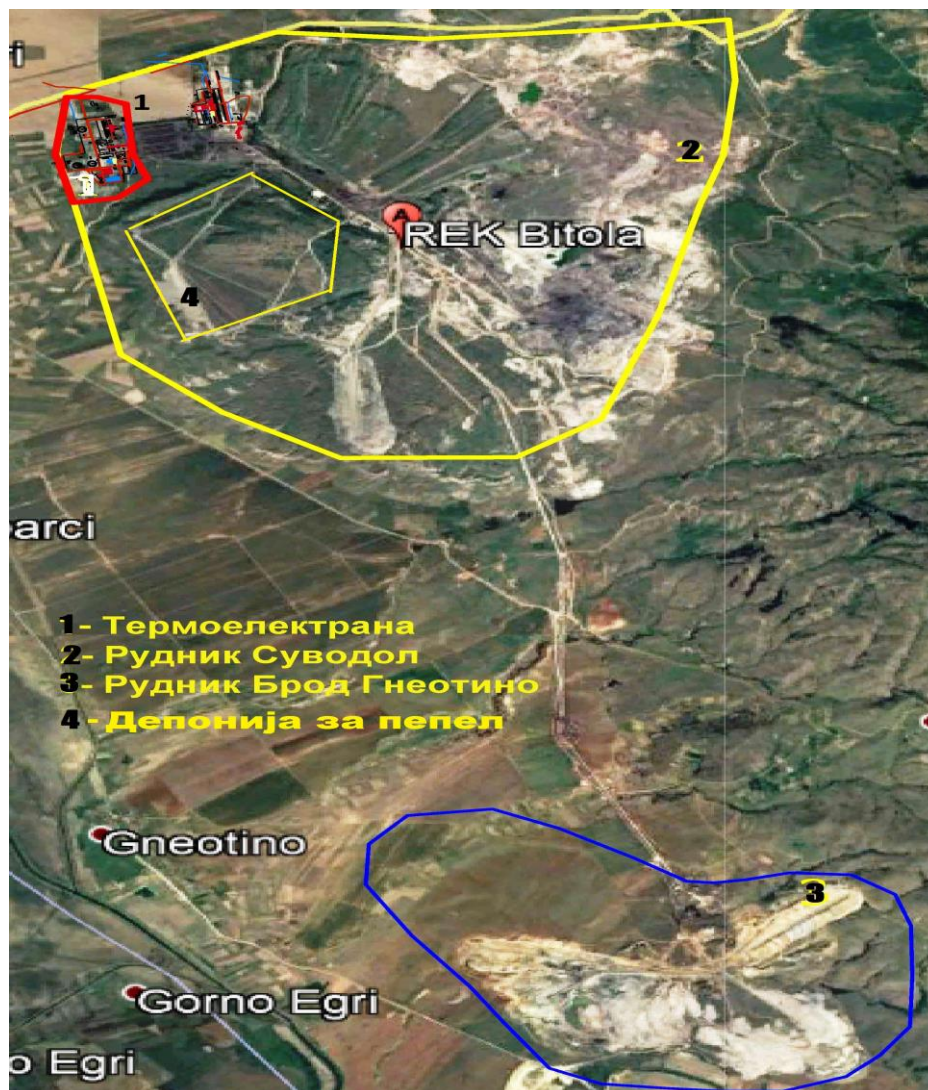 ri
1
2
A
REK Bitola
4
arci
1- Термоелектрана
2- Рудник Суводол
3- Рудник Брод Гнеотино
4 - Депонија за пепел
Gneotino
3
Gorno Egri
o Egri